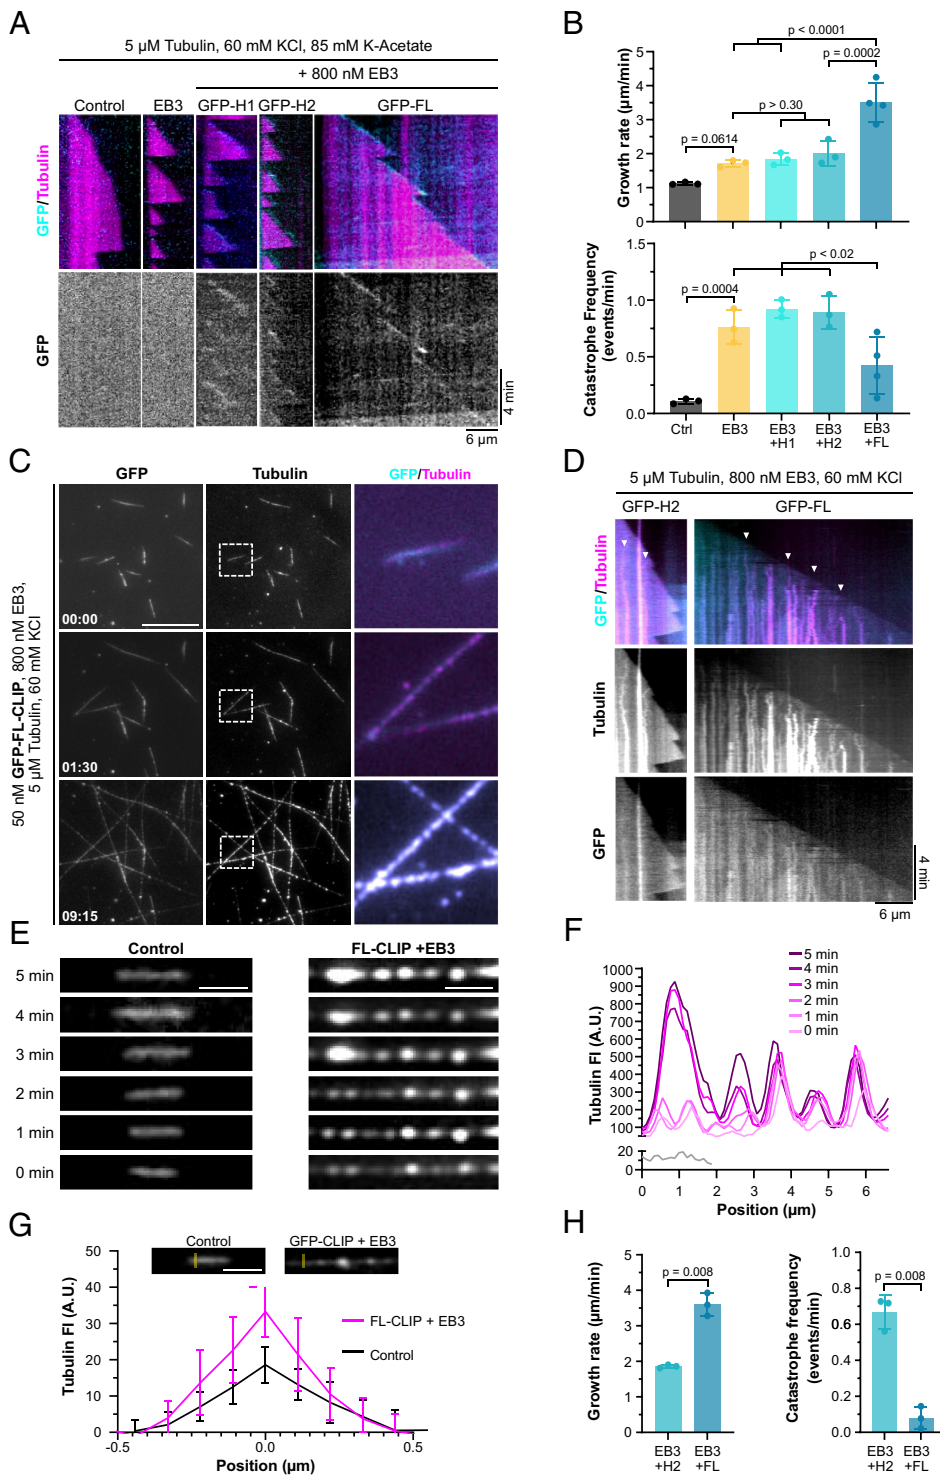 A
5 µM Tubulin, 60 mM KCl, 85 mM K-Acetate
+ 800 nM EB3
Control
EB3
GFP-H1
GFP-H2
GFP-FL
GFP/Tubulin
GFP
4 min
6 µm
B
p < 0.0001
p = 0.0002
p > 0.30
p = 0.0614
Growth rate (µm/min)
5
4
3
2
1
0
p < 0.02
p = 0.0004
Catastrophe Frequency
(events/min)
1.5
1.0
0.5
0.0
Ctrl
EB3
EB3
+H1
EB3
+H2
EB3
+FL
C
GFP
Tubulin
GFP/Tubulin
50 nM GFP-FL-CLIP, 800 nM EB3,
5 µM Tubulin, 60 mM KCl
00:00
01:30
09:15
D
5 µM Tubulin, 800 nM EB3, 60 mM KCl
GFP-H2
GFP-FL
GFP/Tubulin
Tubulin
GFP
4 min
6 µm
E
Control
FL-CLIP +EB3
5 min
4 min
3 min
2 min
1 min
0 min
F
5 min
4 min
3 min
2 min
1 min
0 min
Tubulin FI (A.U.)
1000
900
800
700
600
500
400
300
200
100
20
0
0
1
2
3
4
5
6
Position (µm)
G
Control
GFP-CLIP + EB3
FL-CLIP + EB3
Control
Tubulin FI (A.U.)
50
40
30
20
10
0
-0.5
0.0
0.5
Position (µm)
H
p = 0.008
Growth rate (µm/min)
5
4
3
2
1
0
EB3
+H2
EB3
+FL
p = 0.008
Catastrophe frequency
(events/min)
1.0
0.8
0.6
0.4
0.2
0.0
EB3
+H2
EB3
+FL